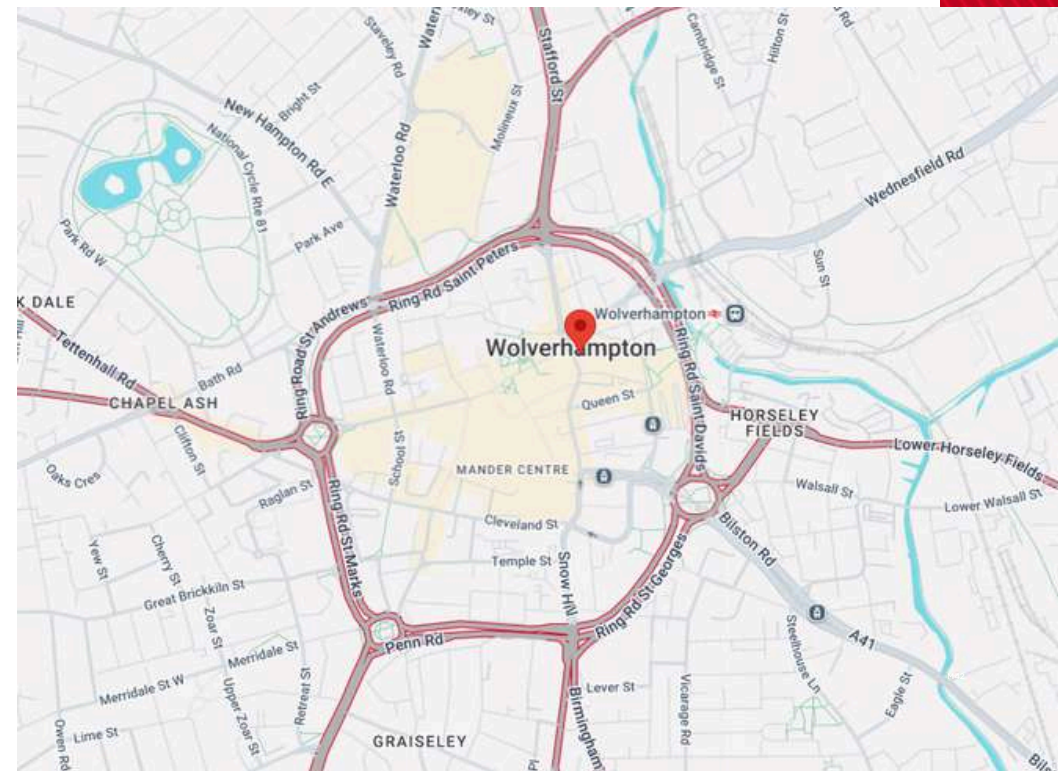 Staveley Rd
Stafford St
Cambridge St
Hilton St
Bright St
New Hampton Rd E
Waterloo Rd
Molineux St
National Cycle Rte 81
Wednesfield Rd
Park Rd W
Park Ave
Ring Rd Saint Peters
Sun St
Ring Road St Andrews
Wolverhampton
Wolverhampton
Tettenhall Rd
Bath Rd
Waterloo Rd
Ring Rd Saint Davids
CHAPEL ASH
Queen St
HORSELEY
FIELDS
Clifton St
School St
Lower Horseley Fields
Oaks Cres
MANDER CENTRE
Raglan St
Walsall St
Lower Walsall St
Ring Rd St Marks
Cleveland St
Bilston Rd
Yew St
Cherry St
Temple St
Snow Hill
Ring Rd St Georges
Great Brickkiln St
Zoar St
Penn Rd
A41
Steelhouse Ln
Merridale St
Merridale St W
Upper Zoar St
Retreat St
Lever St
Vicarage Rd
Eagle St
Birmingham
Owen Rd
Lime St
GRAISELEY